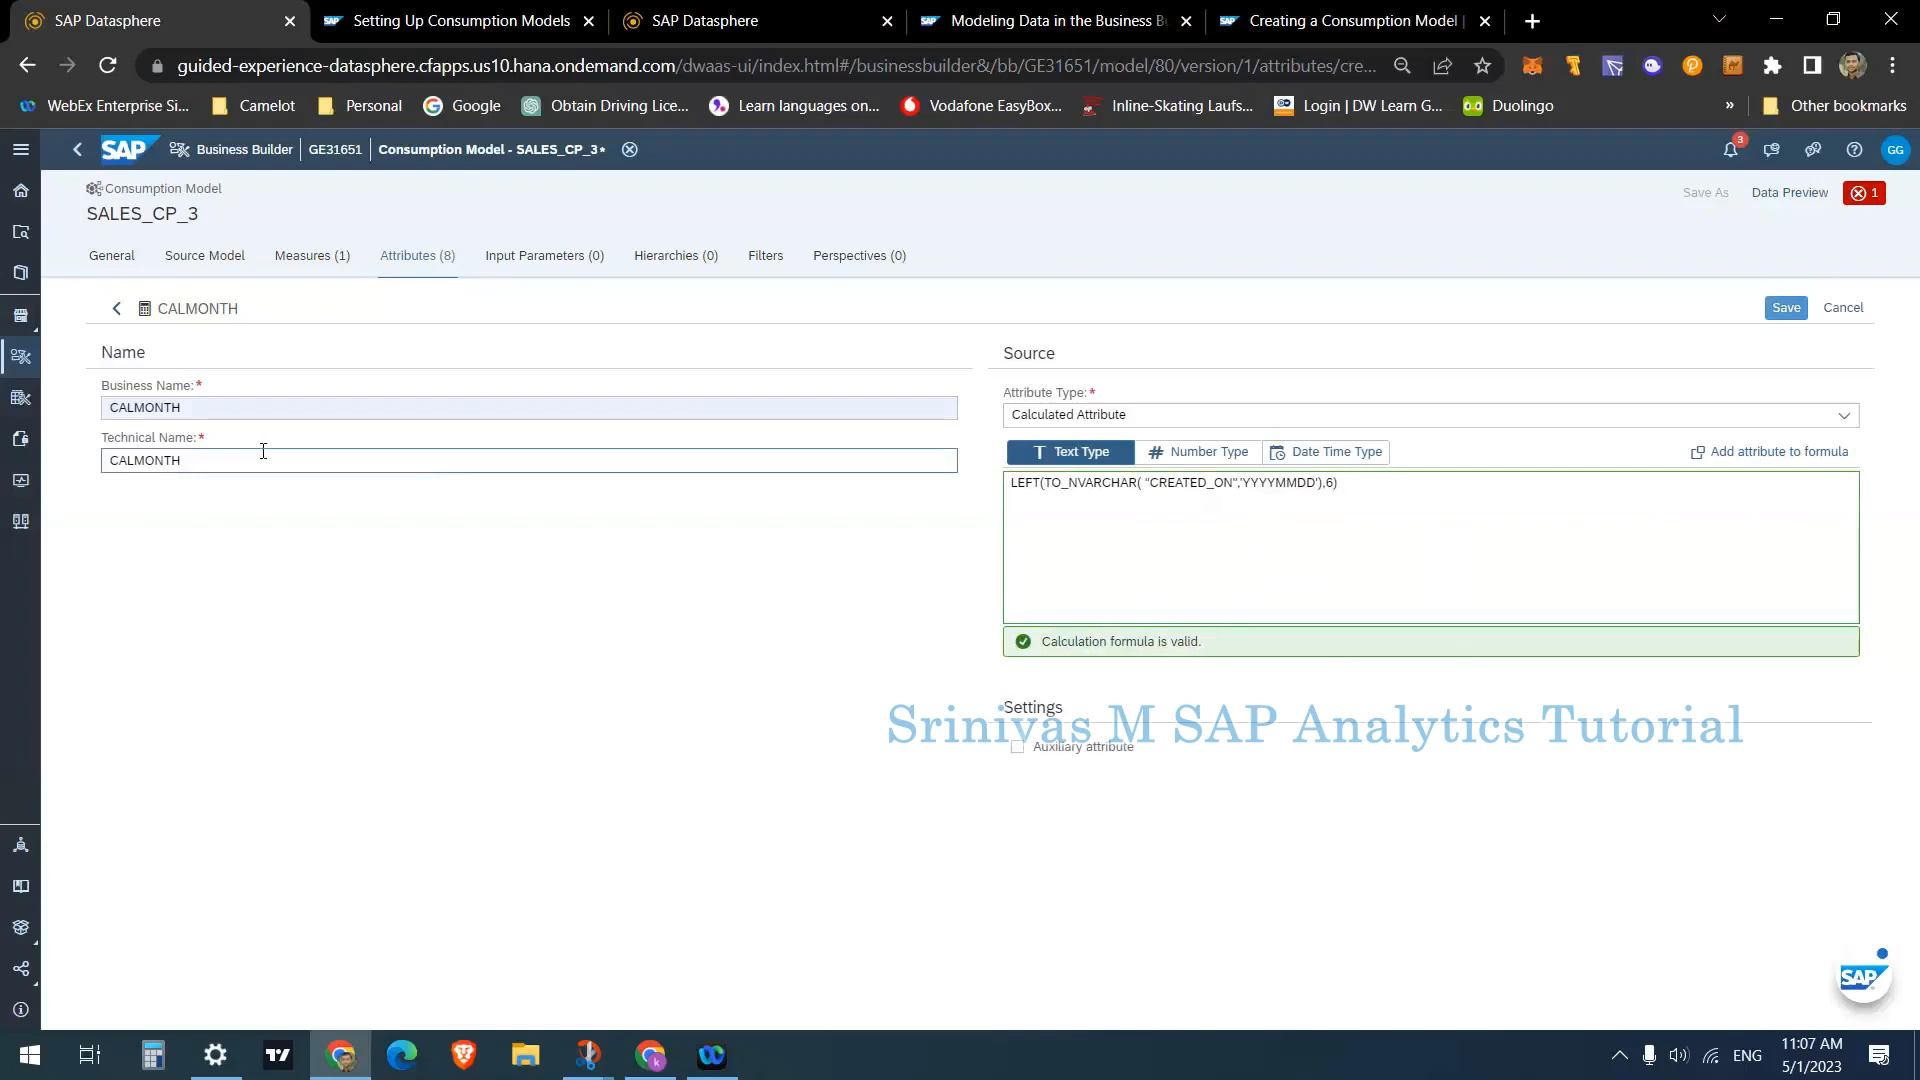 SAP Datasphere
Setting Up Consumption Models
SAP Datasphere
Modeling Data in the Business B
Creating a Consumption Model |
guided-experience-datasphere.cfapps.us10.hana.ondemand.com/dwaas-ui/index.html#/businessbuilder&/bb/GE31651/model/80/version/1/attributes/cre...
WebEx Enterprise Si...
Camelot
Personal
Google
Obtain Driving Lice...
Learn languages on...
Vodafone EasyBox...
Inline-Skating Laufs...
Login | DW Learn G...
Duolingo
»
Other bookmarks
SAP
Business Builder
GE31651
Consumption Model - SALES_CP_3*
3
GG
Consumption Model
SALES_CP_3
Save As
Data Preview
1
General
Source Model
Measures (1)
Attributes (8)
Input Parameters (0)
Hierarchies (0)
Filters
Perspectives (0)
CALMONTH
Save
Cancel
Name
Business Name:*
CALMONTH
Technical Name:*
CALMONTH
Source
Attribute Type:*
Calculated Attribute
Text Type
Number Type
Date Time Type
Add attribute to formula
LEFT(TO_NVARCHAR( "CREATED_ON",'YYYYMMDD'),6)
Calculation formula is valid.
Settings
Srinivas M SAP Analytics Tutorial
Auxiliary attribute
SAP
ENG
11:07 AM
5/1/2023